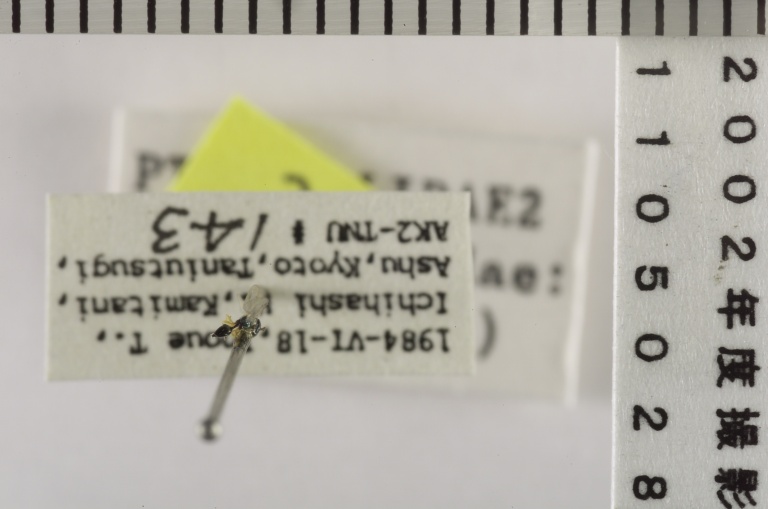 1984-VI-18, Inoue T.,
Ichihashi H., Kamitani,
Ashu, Kyoto, Taniutsugi,
AK2-TNU # 143
2002年度撮影
1105028